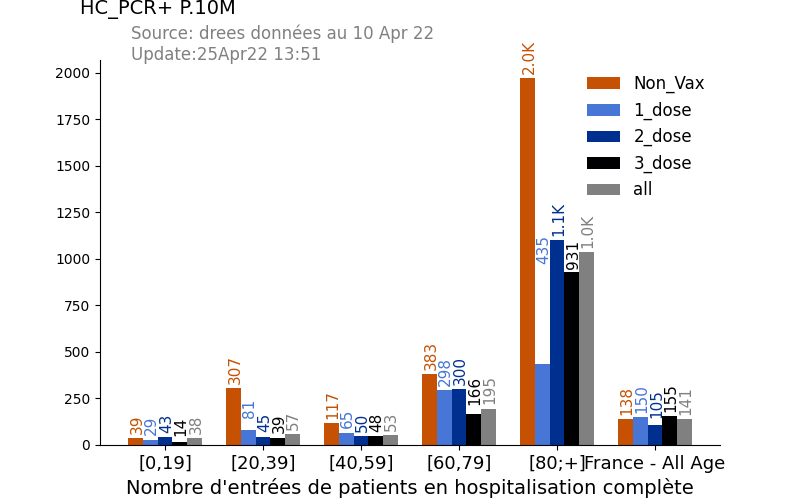 HC_PCR+ P.10M
Source: drees données au 10 Apr 22
Update:25Apr22 13:51
2000
1750
1500
1250
1000
750
500
250
0
Non_Vax
1_dose
2_dose
3_dose
all
39 29 43 14 38
307 81 45 39 57
117 65 50 48 53
383 298 300 166 195
2.0K 435 1.1K 931 1.0K
138 150 105 155 141
[0,19] [20,39] [40,59] [60,79] [80;+] France - All Age
Nombre d'entrées de patients en hospitalisation complète